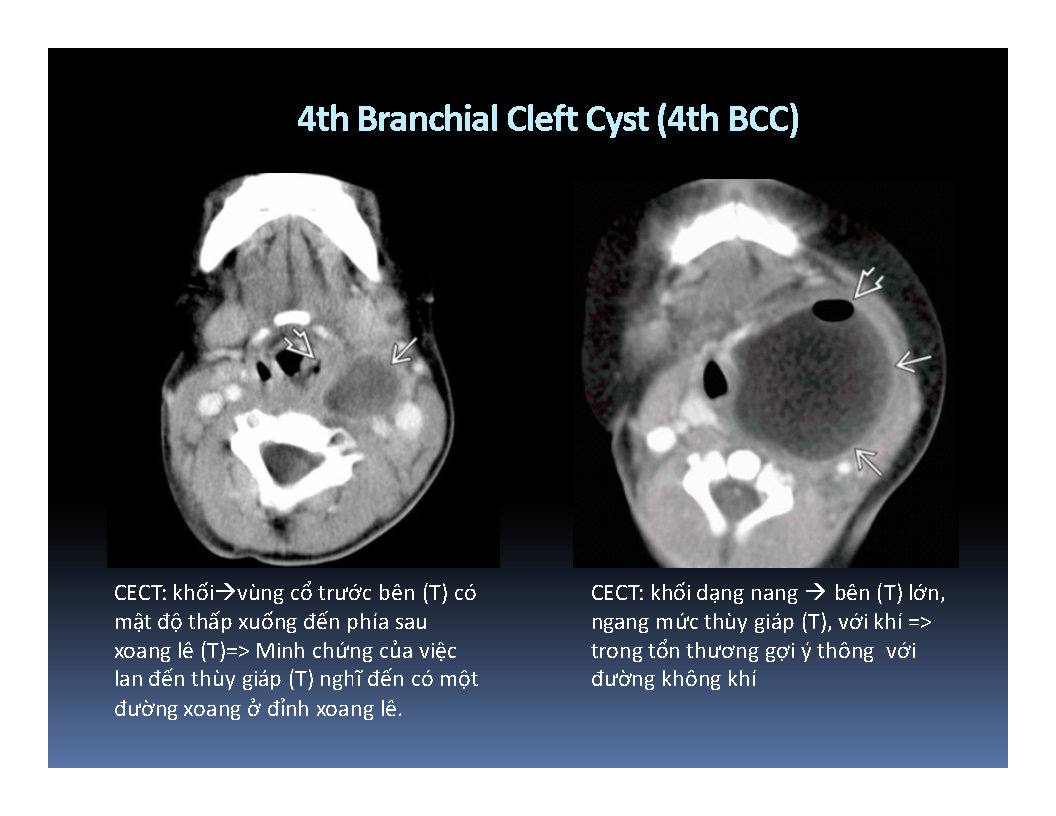 4th Branchial Cleft Cyst (4th BCC)
CECT: khối→vùng cổ trước bên (T) có
mật độ thấp xuống đến phía sau
xoang lê (T)=> Minh chứng của việc
lan đến thùy giáp (T) nghĩ đến có một
đường xoang ở đỉnh xoang lê.
CECT: khối dạng nang → bên (T) lớn,
ngang mức thùy giáp (T), với khí =>
trong tổn thương gợi ý thông với
đường không khí